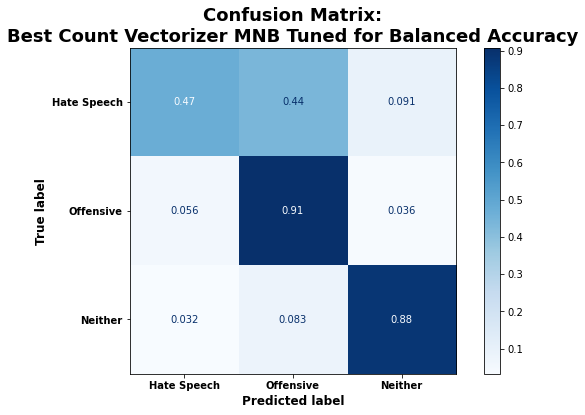 Confusion Matrix:
Best Count Vectorizer MNB Tuned for Balanced Accuracy
Hate Speech 0.47 0.44 0.091
Offensive 0.056 0.91 0.036
Neither 0.032 0.083 0.88
Hate Speech Offensive Neither
Predicted label
True label
0.9
0.8
0.7
0.6
0.5
0.4
0.3
0.2
0.1